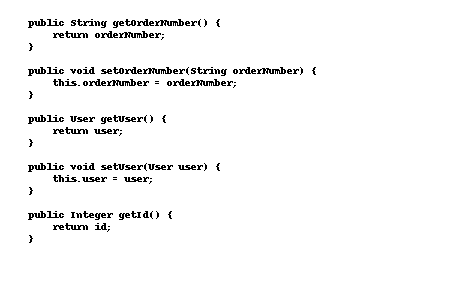 public String getOrderNumber() {
    return orderNumber;
}

public void setOrderNumber(String orderNumber) {
    this.orderNumber = orderNumber;
}

public User getUser() {
    return user;
}

public void setUser(User user) {
    this.user = user;
}

public Integer getId() {
    return id;
}